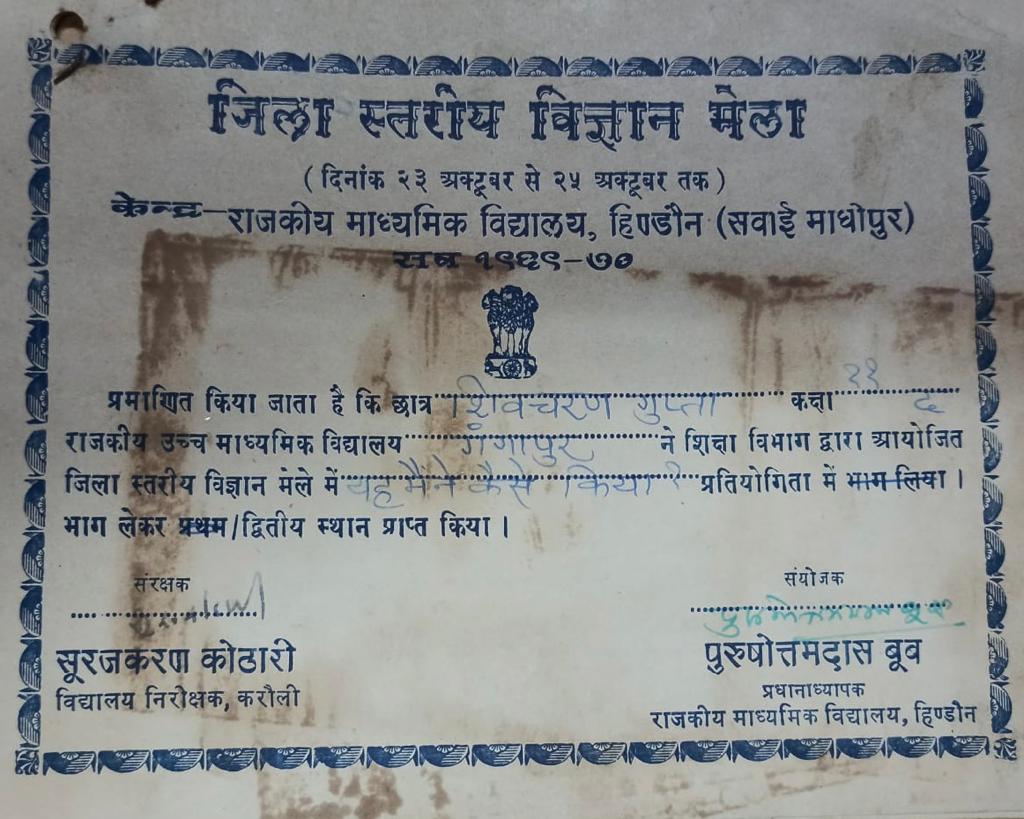 जिला स्तरीय विज्ञान मेला
( दिनांक २३ अक्टूबर से २५ अक्टूबर तक )
केन्द्र-राजकीय माध्यमिक विद्यालय, हिण्डौन (सवाई माधोपुर)
सन १९६९-७०
प्रमाणित किया जाता है कि छात्र शिवचरण गुप्ता कक्षा ११ द
राजकीय उच्च माध्यमिक विद्यालय गंगापुर ने शिक्षा विभाग द्वारा आयोजित
जिला स्तरीय विज्ञान मेले में यह मैने कैसे किया ? प्रतियोगिता में भाग लिया ।
भाग लेकर प्रथम/द्वितीय स्थान प्राप्त किया ।
संरक्षक
सूरजकरण कोठारी
विद्यालय निरीक्षक, करौली
संयोजक
पुरुषोत्तमदास बूब
प्रधानाध्यापक
राजकीय माध्यमिक विद्यालय, हिण्डौन